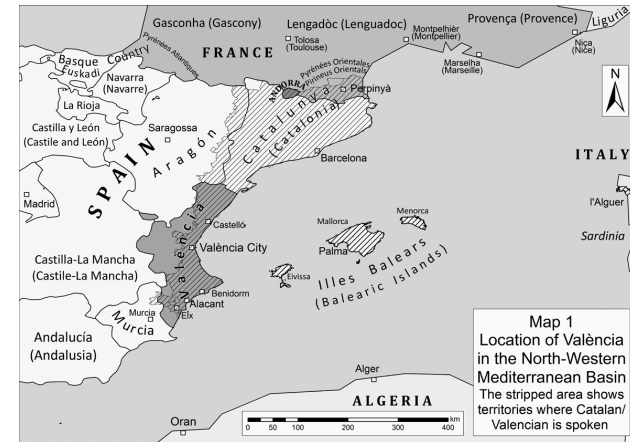 Gasconha (Gascony)
Lengadòc (Lenguadoc)
Provença (Provence)
Liguria
Tolosa
(Toulouse)
Montpelhièr
(Montpellier)
Marselha
(Marseille)
Niça
(Nice)
FRANCE
Pyrénées Atlantiques
Basque Country
Euskadi
Navarra
(Navarre)
La Rioja
Castilla y León
(Castile and León)
Saragossa
Aragón
SPAIN
ANDORRA
Pyrénées Orientales
Pirineus Orientals
Perpinyà
Catalunya
(Catalonia)
Barcelona
N
ITALY
l'Alguer
Sardinia
Madrid
Castelló
València City
València
Castilla-La Mancha
(Castile-La Mancha)
Mallorca
Menorca
Palma
Eivissa
Illes Balears
(Balearic Islands)
Benidorm
Alacant
Elx
Murcia
Murcia
Andalucía
(Andalusia)
Alger
ALGERIA
Oran
0 50 100 200 300 400 km
Map 1
Location of València
in the North-Western
Mediterranean Basin
The stripped area shows
territories where Catalan/
Valencian is spoken